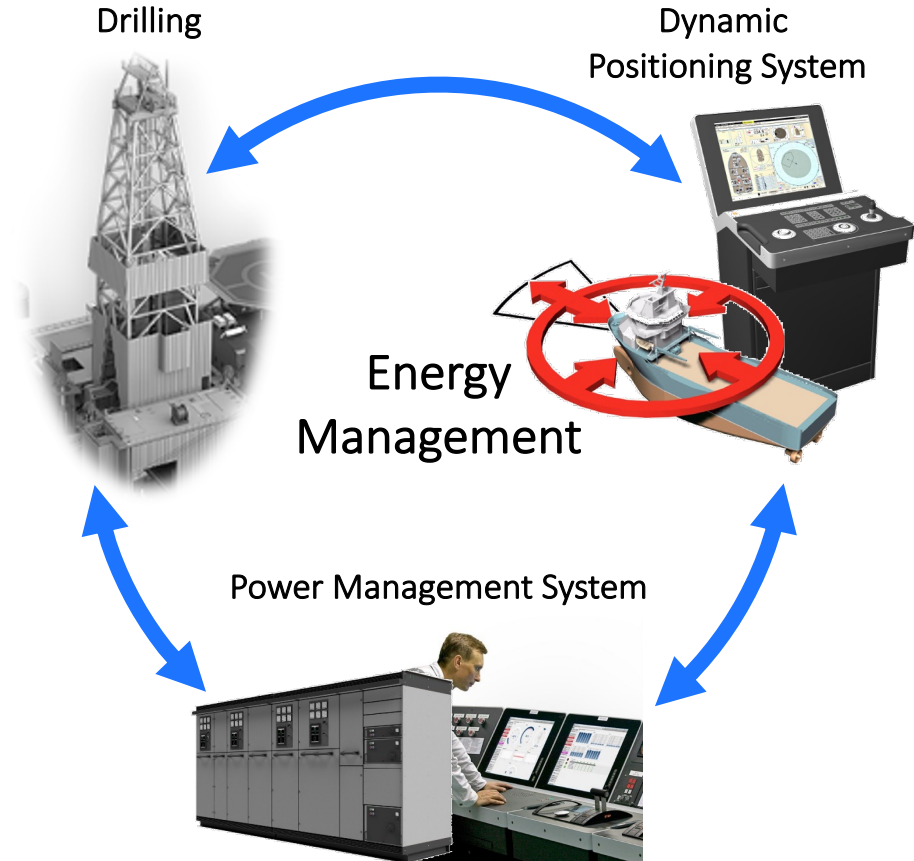 Drilling
Dynamic
Positioning System
Energy
Management
Power Management System